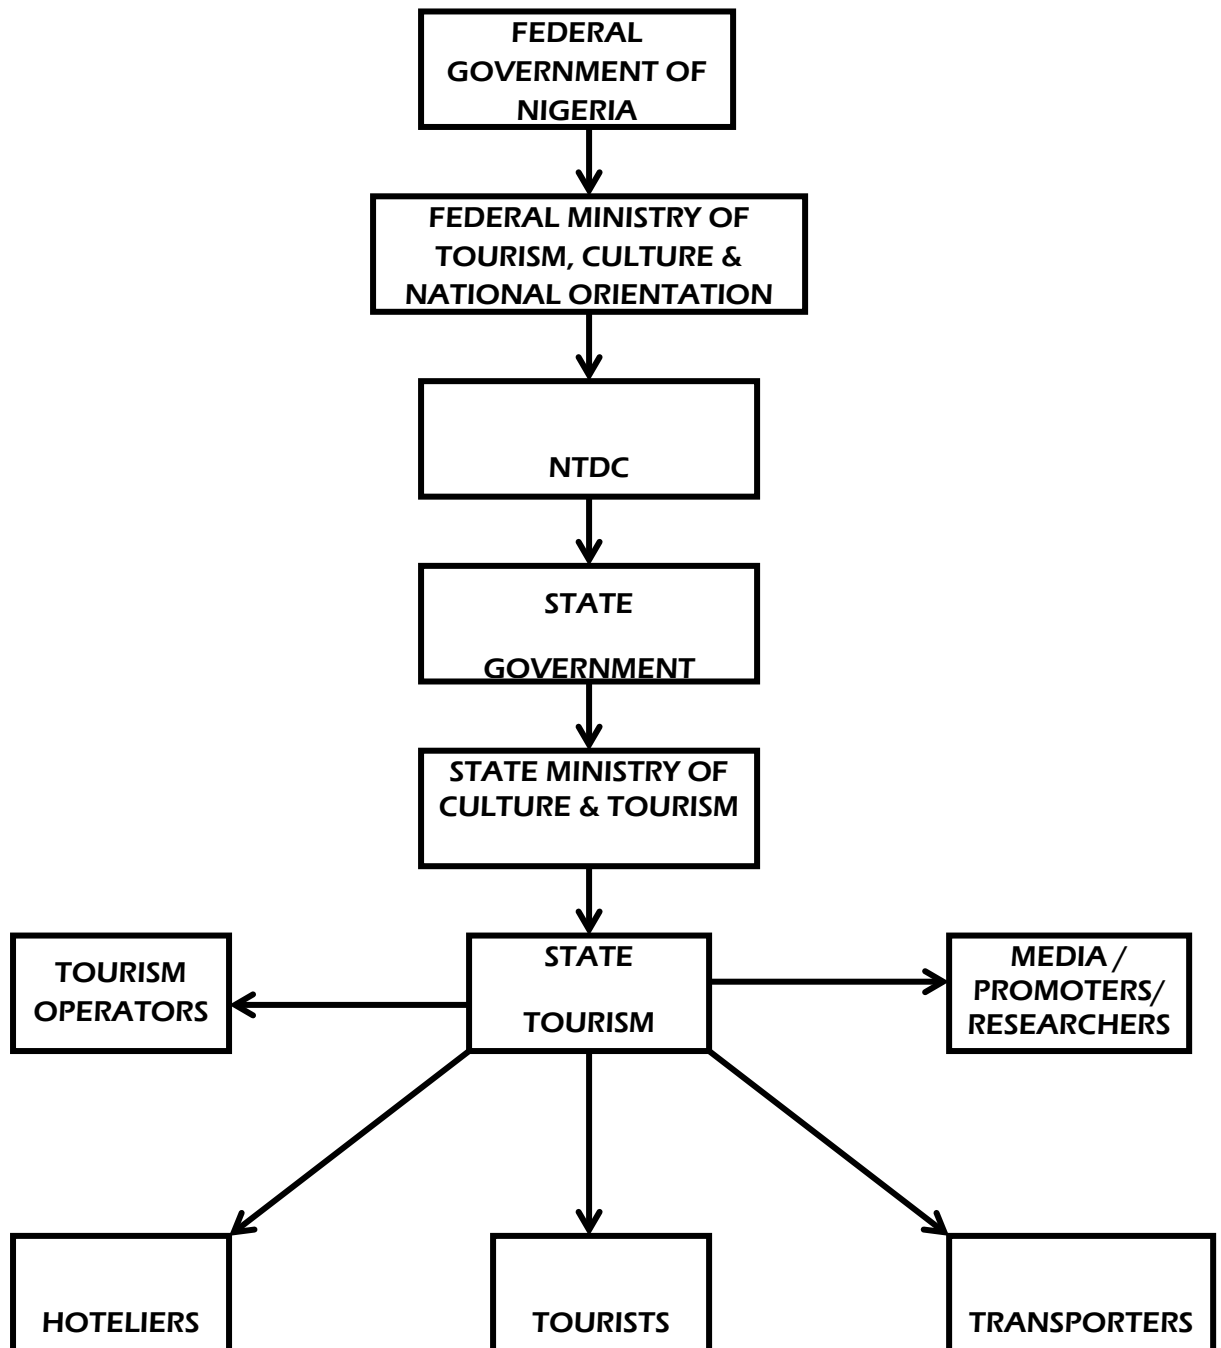 FEDERAL
GOVERNMENT OF
NIGERIA
FEDERAL MINISTRY OF
TOURISM, CULTURE &
NATIONAL ORIENTATION
NTDC
STATE
GOVERNMENT
STATE MINISTRY OF
CULTURE & TOURISM
TOURISM
OPERATORS
STATE
TOURISM
MEDIA /
PROMOTERS/
RESEARCHERS
HOTELIERS
TOURISTS
TRANSPORTERS